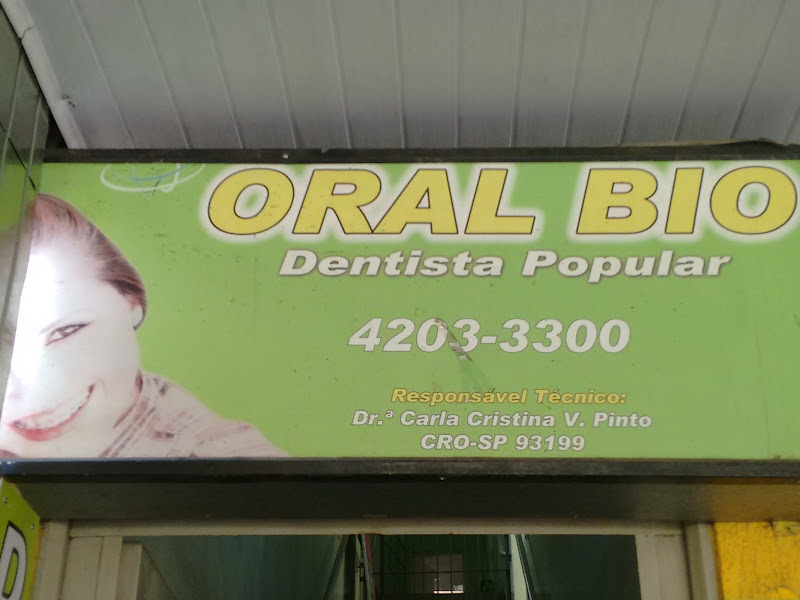 ORAL BIO
Dentista Popular
4203-3300
Responsável Técnico:
Dr.ª Carla Cristina V. Pinto
CRO-SP 93199
D